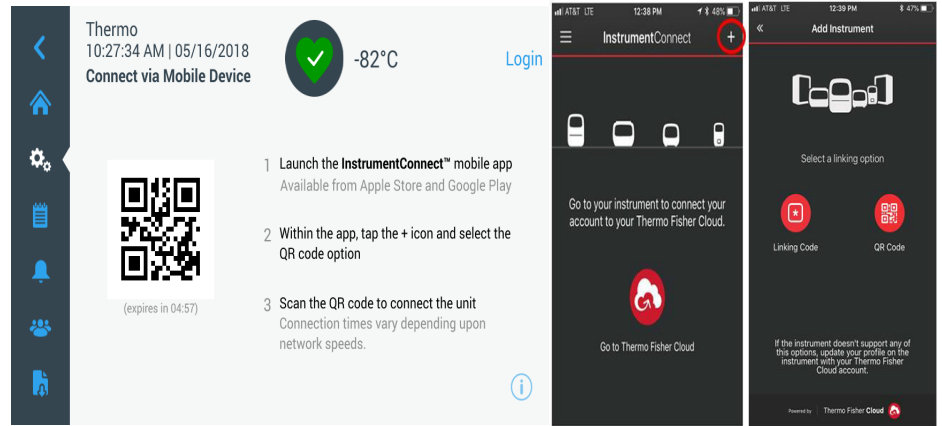 Thermo
10:27:34 AM | 05/16/2018
Connect via Mobile Device
-82°C
Login
(expires in 04:57)
1 Launch the InstrumentConnect™ mobile app
Available from Apple Store and Google Play
2 Within the app, tap the + icon and select the
QR code option
3 Scan the QR code to connect the unit
Connection times vary depending upon
network speeds.
AT&T LTE 12:38 PM 48%
InstrumentConnect +
Go to your instrument to connect your
account to your Thermo Fisher Cloud.
Go to Thermo Fisher Cloud
AT&T LTE 12:39 PM 47%
« Add Instrument
Select a linking option
Linking Code
QR Code
If the instrument doesn't support any of
this options, update your profile on the
instrument with your Thermo Fisher
Cloud account.
Powered by Thermo Fisher Cloud